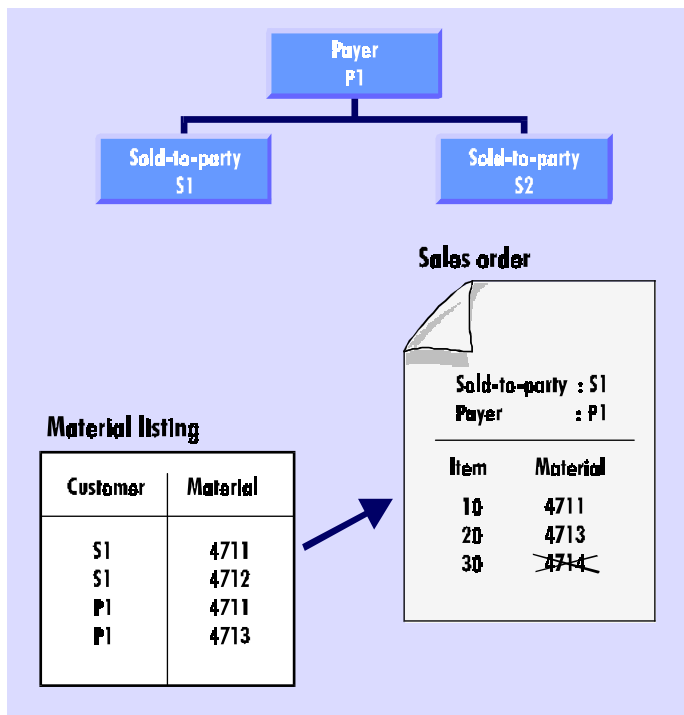 Payer
P1
Sold-to-party
S1
Sold-to-party
S2
Sales order
Sold-to-party : S1
Payer : P1
Item Material
10 4711
20 4713
30 4714
Material listing
Customer Material
S1 4711
S1 4712
P1 4711
P1 4713